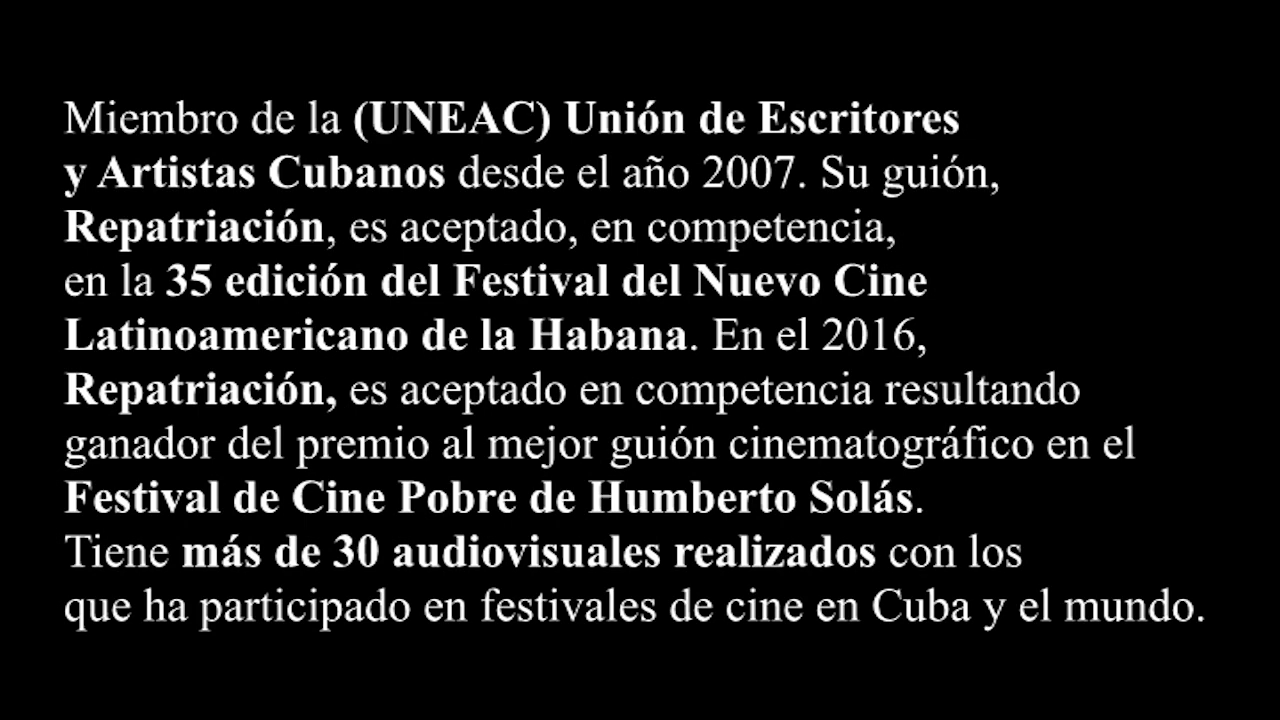 Miembro de la (UNEAC) Unión de Escritores
y Artistas Cubanos desde el año 2007. Su guión,
Repatriación, es aceptado, en competencia,
en la 35 edición del Festival del Nuevo Cine
Latinoamericano de la Habana. En el 2016,
Repatriación, es aceptado en competencia resultando
ganador del premio al mejor guión cinematográfico en el
Festival de Cine Pobre de Humberto Solás.
Tiene más de 30 audiovisuales realizados con los
que ha participado en festivales de cine en Cuba y el mundo.